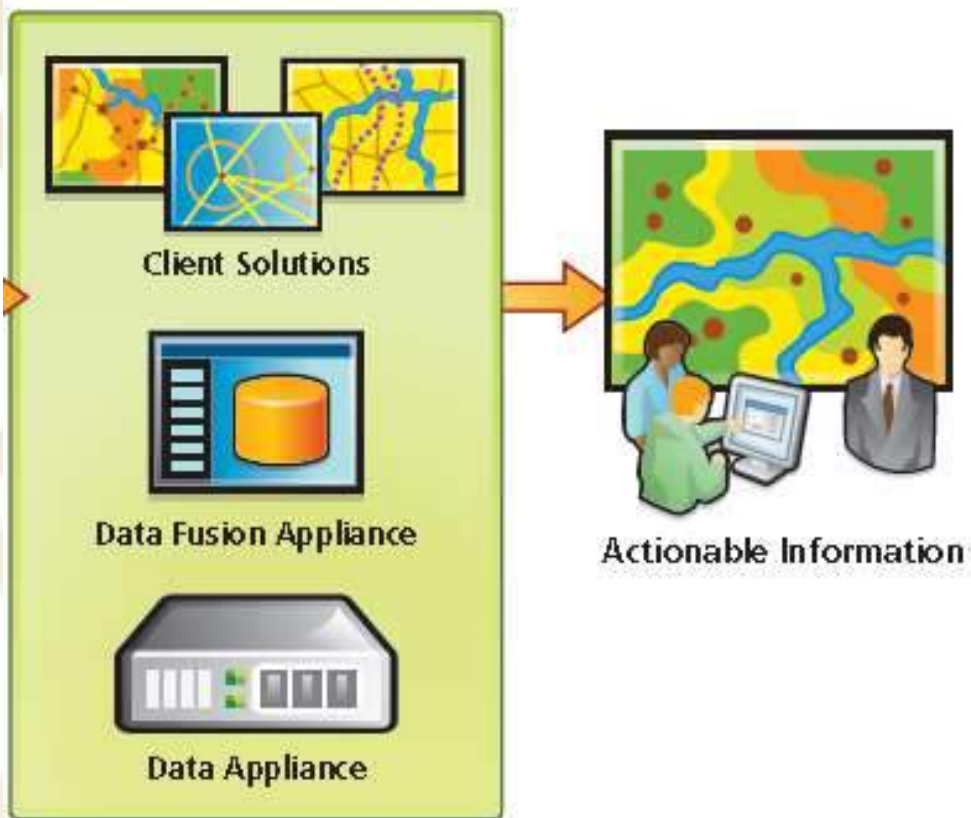 Client Solutions
Data Fusion Appliance
Data Appliance
Actionable Information